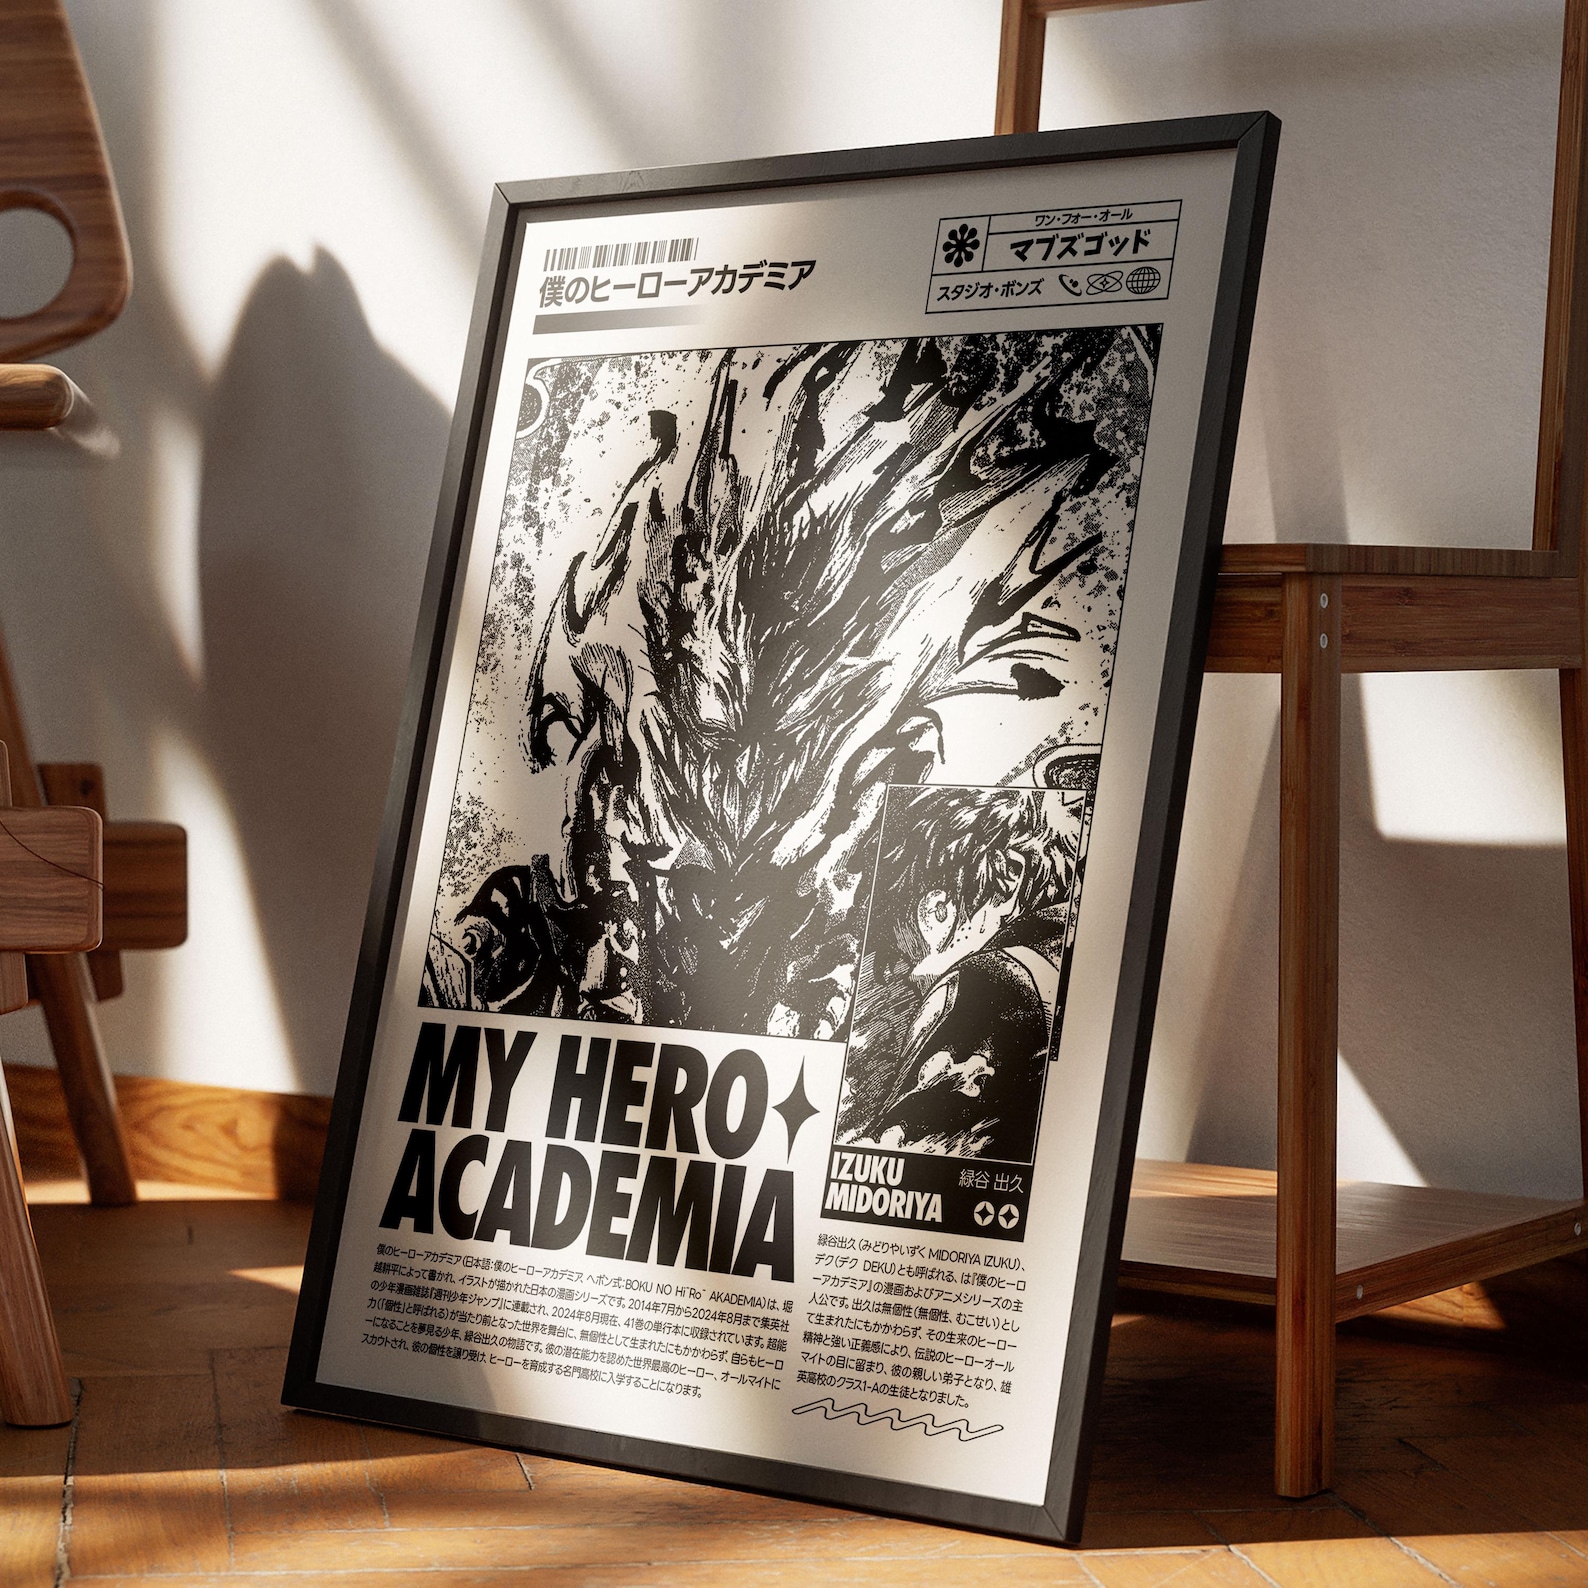 僕のヒーローアカデミア
ワン・フォー・オール
マブズゴッド
スタジオ・ボンズ
MY HERO
ACADEMIA
IZUKU
MIDORIYA
緑谷 出久
僕のヒーローアカデミア(日本語:僕のヒーローアカデミア, ヘボン式:BOKU NO Hi¯Ro¯ AKADEMIA)は、堀
越耕平によって書かれ、イラストが描かれた日本の漫画シリーズです。2014年7月から2024年8月まで集英社
の少年漫画雑誌『週刊少年ジャンプ』に連載され、2024年8月現在、41巻の単行本に収録されています。超能
力(「個性」と呼ばれる)が当たり前となった世界を舞台に、無個性として生まれたにもかかわらず、自らもヒーロ
ーになることを夢見る少年、緑谷出久の物語です。彼の潜在能力を認めた世界最高のヒーロー、オールマイトに
スカウトされ、彼の個性を譲り受け、ヒーローを育成する名門高校に入学することになります。
緑谷出久(みどりやいずく MIDORIYA IZUKU)、
デク(デク DEKU)とも呼ばれる、は『僕のヒーロ
ーアカデミア』の漫画およびアニメシリーズの主
人公です。出久は無個性(無個性、むこせい)とし
て生まれたにもかかわらず、その生来のヒーロー
精神と強い正義感により、伝説のヒーローオール
マイトの目に留まり、彼の親しい弟子となり、雄
英高校のクラス1-Aの生徒となりました。